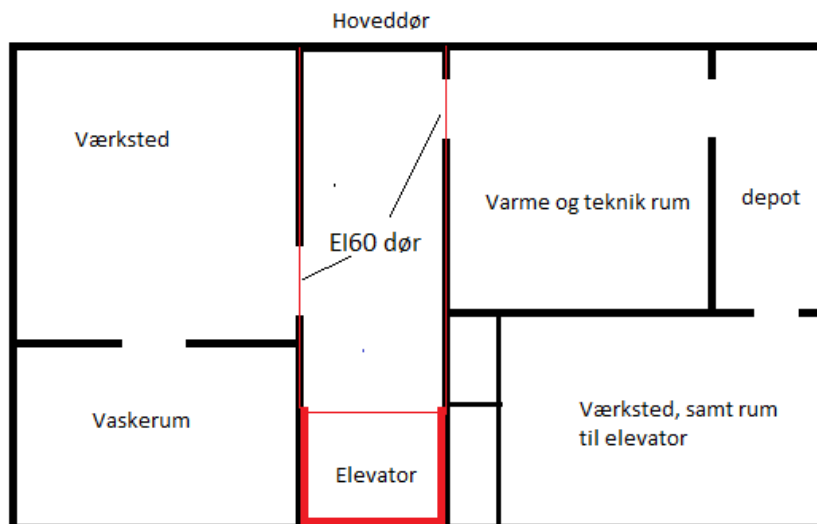 Hoveddør
Værksted
EI60 dør
Varme og teknik rum
depot
Vaskerum
Elevator
Værksted, samt rum
til elevator